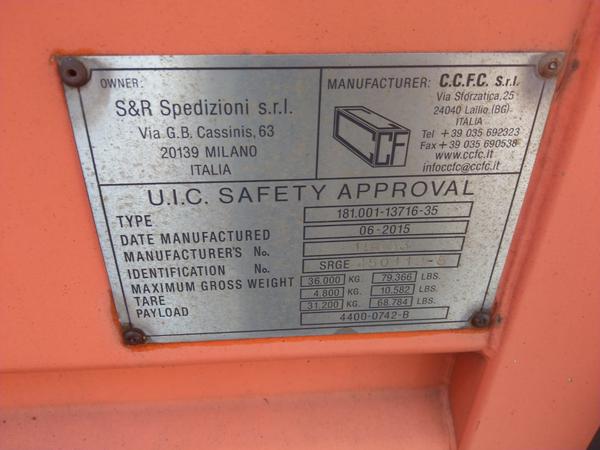 OWNER:
S&R Spedizioni s.r.l.
Via G.B. Cassinis, 63
20139 MILANO
ITALIA
MANUFACTURER: C.C.F.C. S.r.l.
Via Sforzatica, 25
24040 Lallio (BG)
ITALIA
Tel + 39 035 692323
Fax + 39 035 690538
www.ccfc.it
infoccfc@ccfc.it
CCF
U.I.C. SAFETY APPROVAL
TYPE 181.001-13716-35
DATE MANUFACTURED 06-2015
MANUFACTURER'S No.
IDENTIFICATION No. SRGE
MAXIMUM GROSS WEIGHT 36.000 KG. 79.366 LBS.
TARE 4.800 KG. 10.582 LBS.
PAYLOAD 31.200 KG. 68.784 LBS.
4400-0742-B